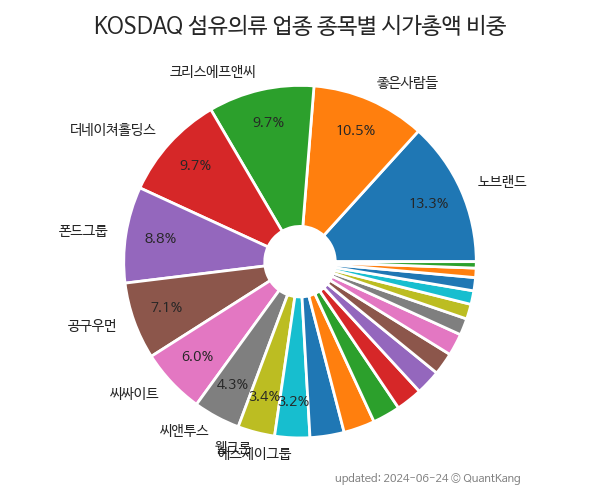 KOSDAQ 섬유의류 업종 종목별 시가총액 비중
노브랜드
13.3%
좋은사람들
10.5%
크리스에프앤씨
9.7%
더네이쳐홀딩스
9.7%
폰드그룹
8.8%
공구우먼
7.1%
씨싸이트
6.0%
씨앤투스
4.3%
웰크론
3.4%
에스제이그룹
3.2%
updated: 2024-06-24 ⓒ QuantKang